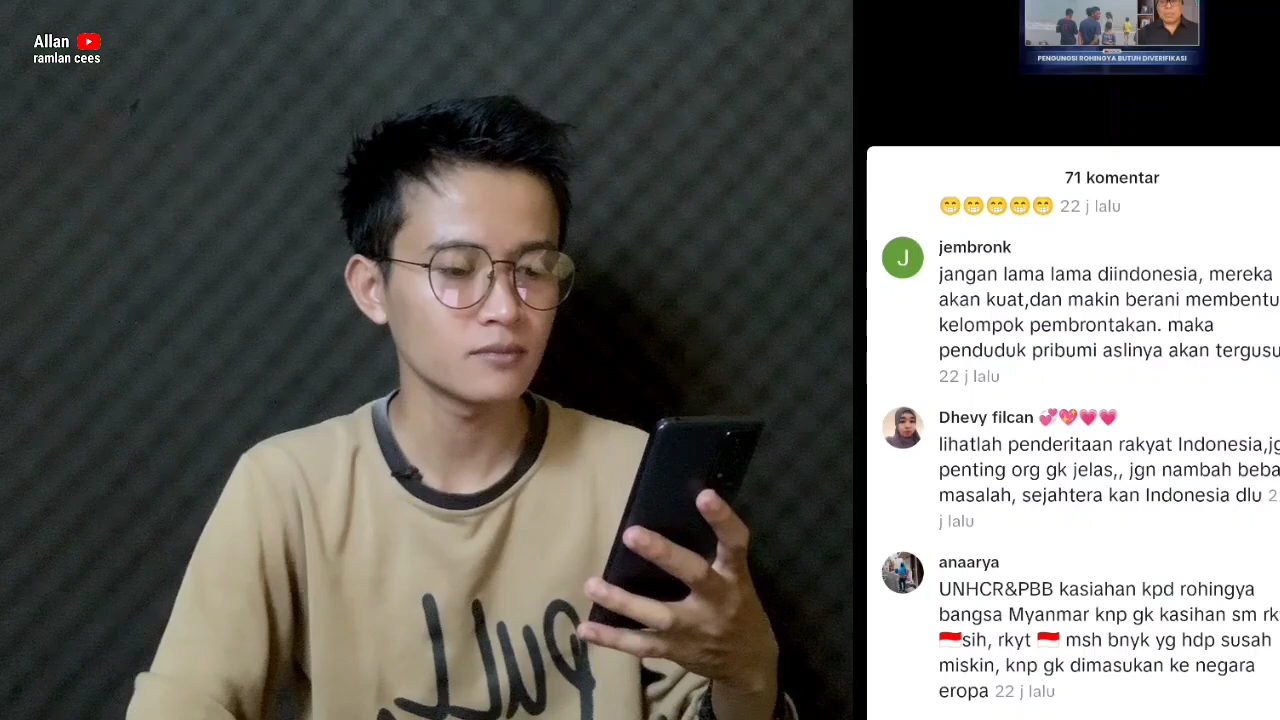 Allan
ramlan cees
PENGUNGSI ROHINGYA BUTUH DIVERIFIKASI
71 komentar
😁😁😁😁😁 22 j lalu
J
jembronk
jangan lama lama diindonesia, mereka
akan kuat,dan makin berani membentu
kelompok pembrontakan. maka
penduduk pribumi aslinya akan tergusu
22 j lalu
Dhevy filcan 💞💖💗💗
lihatlah penderitaan rakyat Indonesia,jg
penting org gk jelas,, jgn nambah beba
masalah, sejahtera kan Indonesia dlu 2
j lalu
anaarya
UNHCR&PBB kasiahan kpd rohingya
bangsa Myanmar knp gk kasihan sm rk
🇮🇩sih, rkyt 🇮🇩 msh bnyk yg hdp susah
miskin, knp gk dimasukan ke negara
eropa 22 j lalu
pull